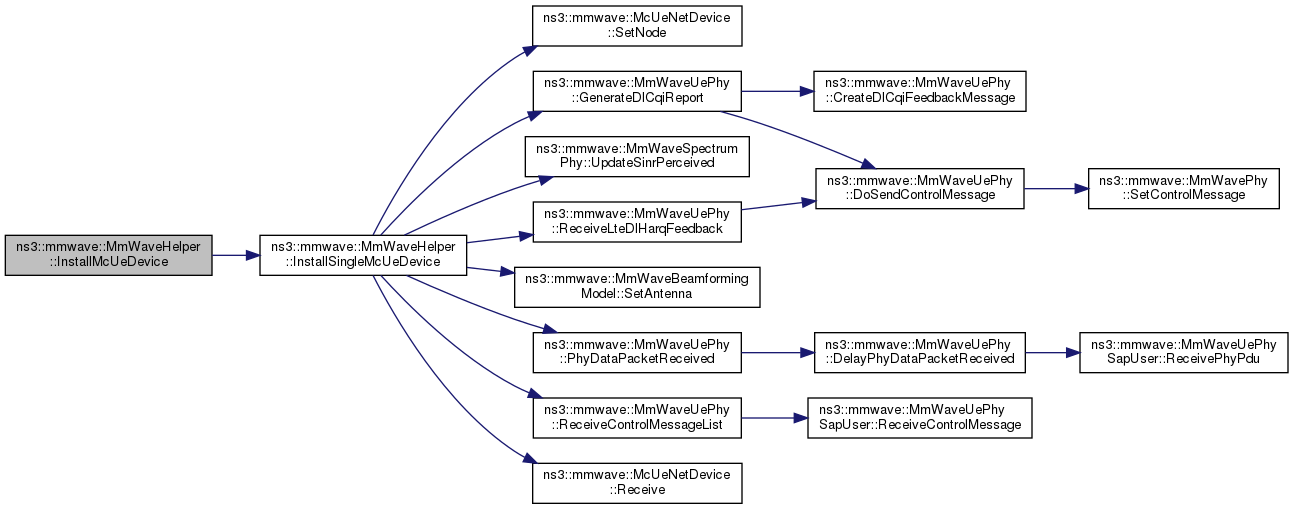 ns3::mmwave::MmWaveHelper
::InstallMcUeDevice
ns3::mmwave::MmWaveHelper
::InstallSingleMcUeDevice
ns3::mmwave::McUeNetDevice
::SetNode
ns3::mmwave::MmWaveUePhy
::GenerateDlCqiReport
ns3::mmwave::MmWaveUePhy
::CreateDlCqiFeedbackMessage
ns3::mmwave::MmWaveSpectrum
Phy::UpdateSinrPerceived
ns3::mmwave::MmWaveUePhy
::DoSendControlMessage
ns3::mmwave::MmWavePhy
::SetControlMessage
ns3::mmwave::MmWaveUePhy
::ReceiveLteDlHarqFeedback
ns3::mmwave::MmWaveBeamforming
Model::SetAntenna
ns3::mmwave::MmWaveUePhy
::PhyDataPacketReceived
ns3::mmwave::MmWaveUePhy
::DelayPhyDataPacketReceived
ns3::mmwave::MmWaveUePhy
SapUser::ReceivePhyPdu
ns3::mmwave::MmWaveUePhy
::ReceiveControlMessageList
ns3::mmwave::MmWaveUePhy
SapUser::ReceiveControlMessage
ns3::mmwave::McUeNetDevice
::Receive